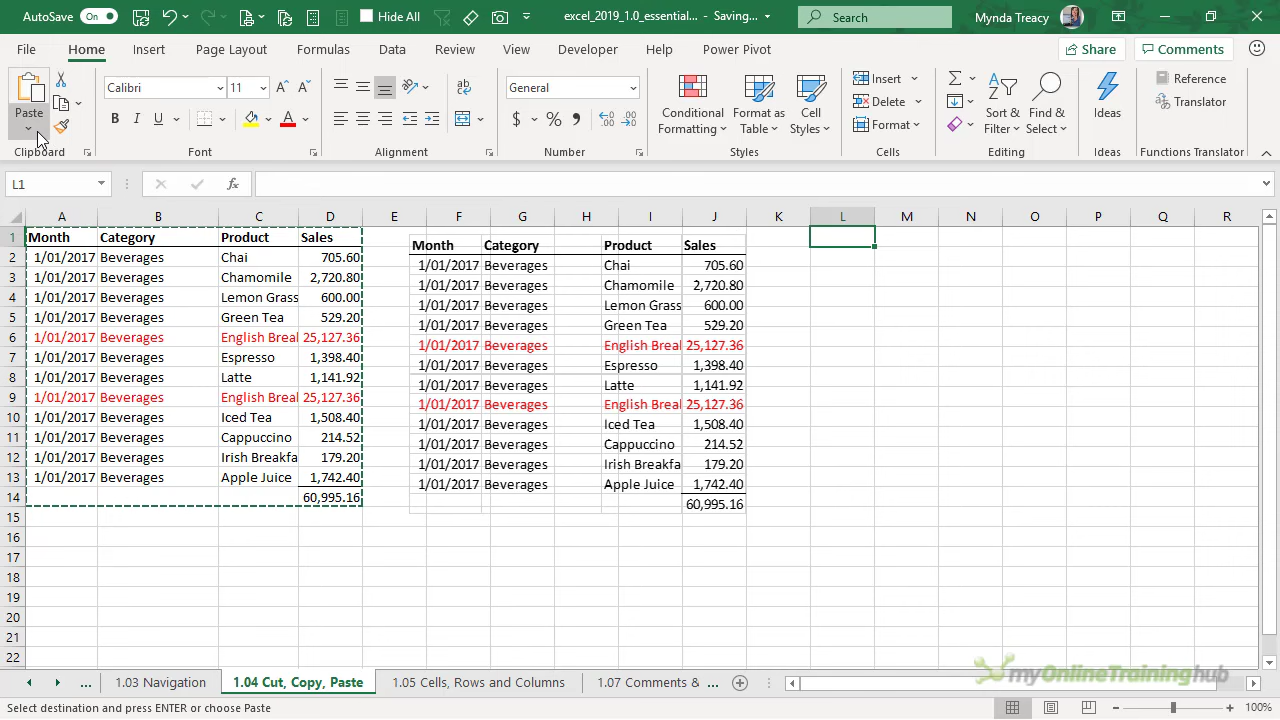 AutoSave On Hide All excel_2019_1.0_essential... - Saving... Search Mynda Treacy
File Home Insert Draw Page Layout Formulas Data Review View Developer Help Power Pivot Share Comments
Paste
Clipboard
Calibri 11
B I U A
Font
Alignment
General
$ % 9
Number
Conditional Formatting
Format as Table
Cell Styles
Styles
Insert
Delete
Format
Cells
Sort & Filter
Find & Select
Editing
Ideas
Ideas
Reference
Translator
Functions Translator
L1 fx
A B C D E F G H I J K L M N O P Q R
1 Month Category Product Sales
2 1/01/2017 Beverages Chai 705.60
3 1/01/2017 Beverages Chamomile 2,720.80
4 1/01/2017 Beverages Lemon Grass 600.00
5 1/01/2017 Beverages Green Tea 529.20
6 1/01/2017 Beverages English Breal 25,127.36
7 1/01/2017 Beverages Espresso 1,398.40
8 1/01/2017 Beverages Latte 1,141.92
9 1/01/2017 Beverages English Breal 25,127.36
10 1/01/2017 Beverages Iced Tea 1,508.40
11 1/01/2017 Beverages Cappuccino 214.52
12 1/01/2017 Beverages Irish Breakfa 179.20
13 1/01/2017 Beverages Apple Juice 1,742.40
14 60,995.16
15
16
17
18
19
20
21
22
Month Category Product Sales
1/01/2017 Beverages Chai 705.60
1/01/2017 Beverages Chamomile 2,720.80
1/01/2017 Beverages Lemon Grass 600.00
1/01/2017 Beverages Green Tea 529.20
1/01/2017 Beverages English Breal 25,127.36
1/01/2017 Beverages Espresso 1,398.40
1/01/2017 Beverages Latte 1,141.92
1/01/2017 Beverages English Breal 25,127.36
1/01/2017 Beverages Iced Tea 1,508.40
1/01/2017 Beverages Cappuccino 214.52
1/01/2017 Beverages Irish Breakfa 179.20
1/01/2017 Beverages Apple Juice 1,742.40
60,995.16
... 1.03 Navigation 1.04 Cut, Copy, Paste 1.05 Cells, Rows and Columns 1.07 Comments & ...
myOnlineTraininghub
Select destination and press ENTER or choose Paste 100%